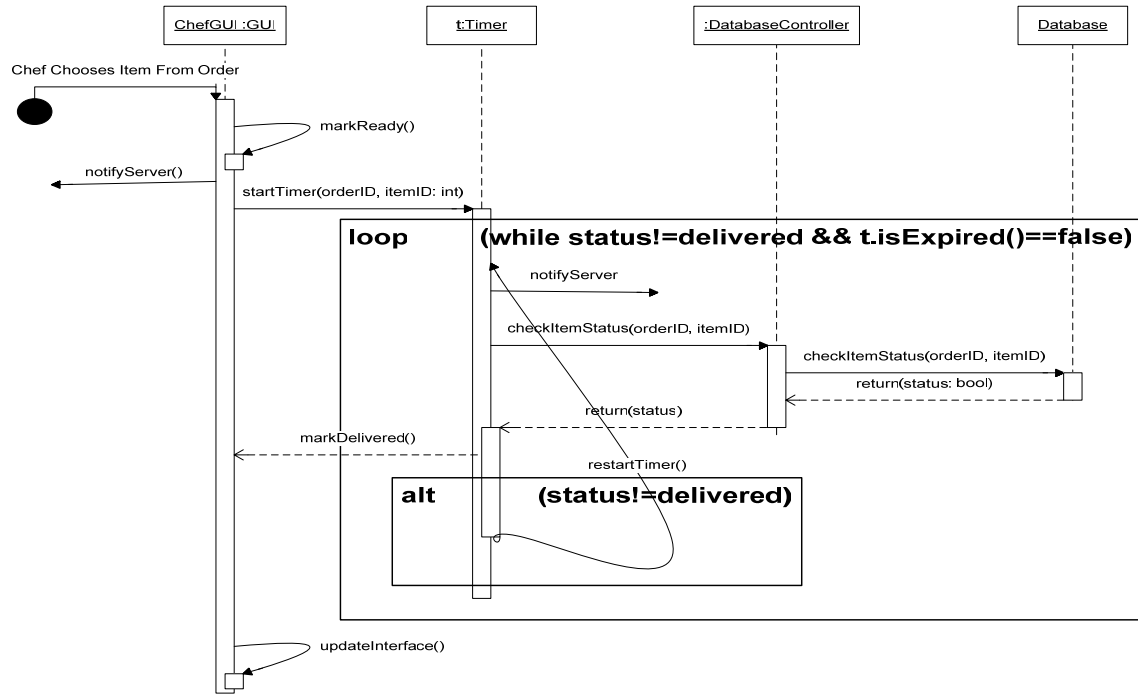 ChefGUI :GUI
t:Timer
:DatabaseController
Database
Chef Chooses Item From Order
markReady()
notifyServer()
startTimer(orderID, itemID: int)
loop (while status!=delivered && t.isExpired()==false)
notifyServer
checkItemStatus(orderID, itemID)
checkItemStatus(orderID, itemID)
return(status: bool)
return(status)
markDelivered()
restartTimer()
alt (status!=delivered)
updateInterface()